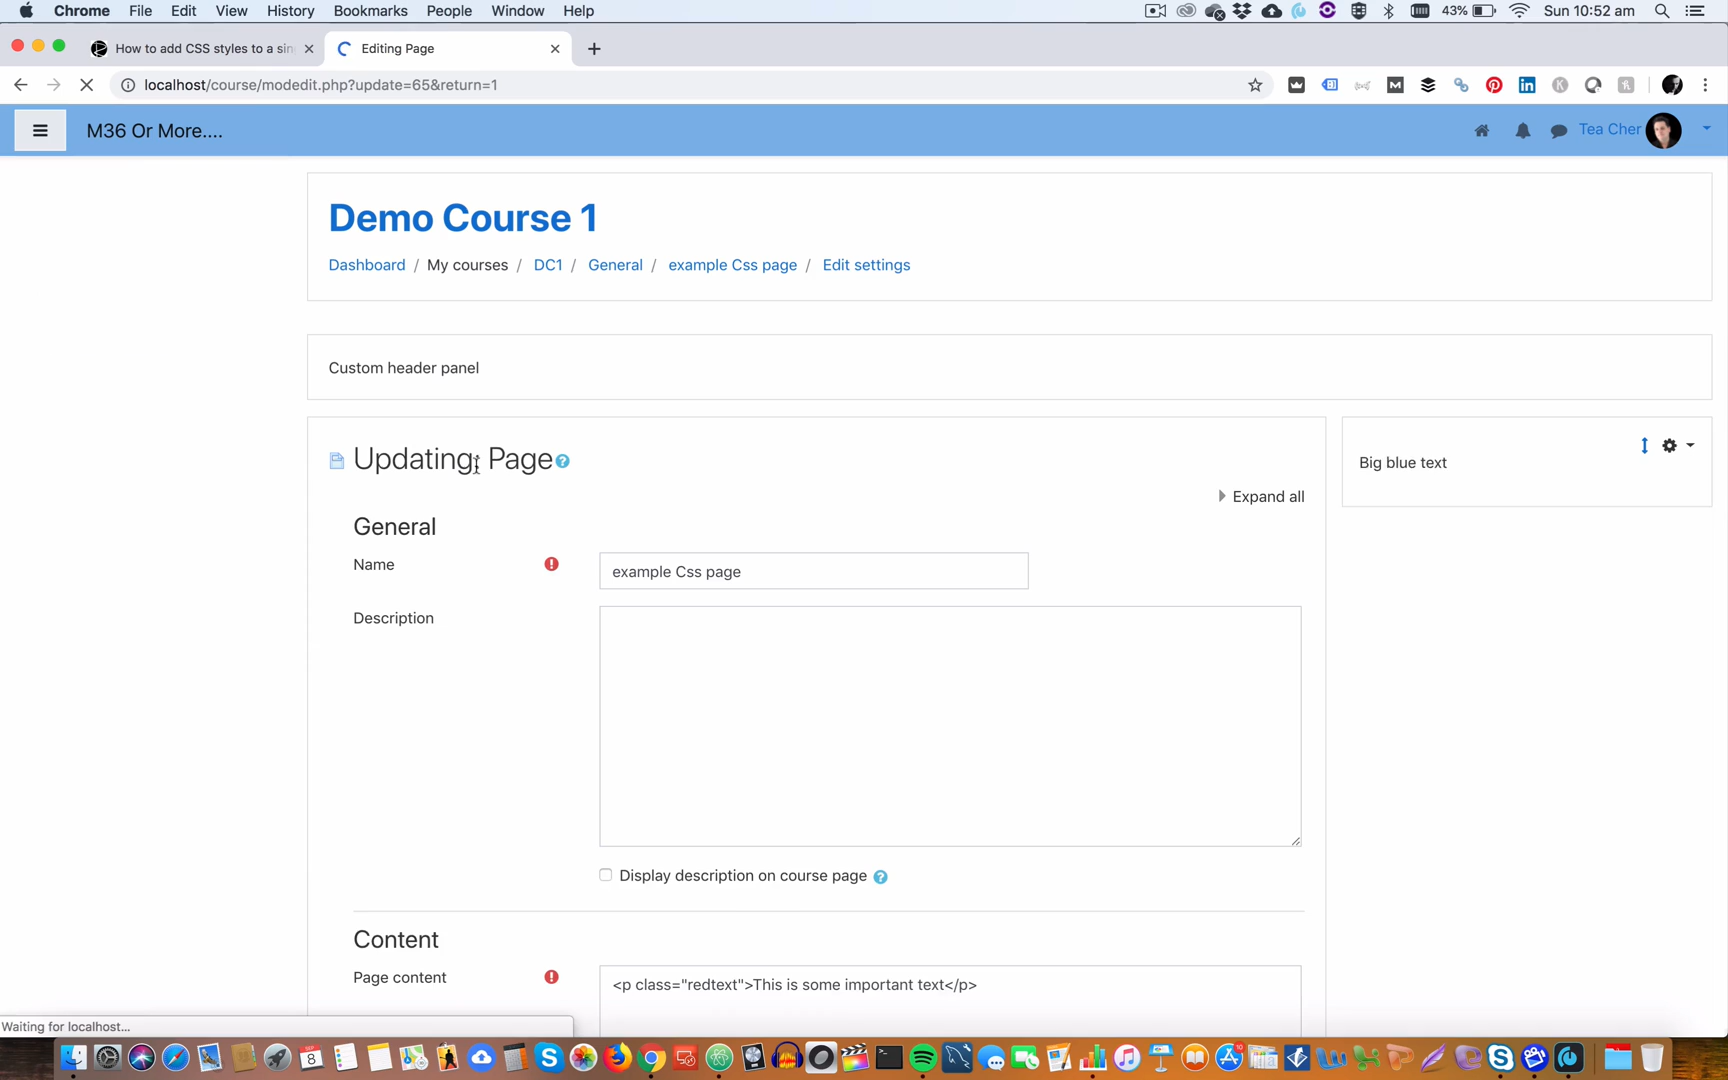 Chrome File Edit View History Bookmarks People Window Help 43% Sun 10:52 am
How to add CSS styles to a sin Editing Page
localhost/course/modedit.php?update=65&return=1
M36 Or More.... Tea Cher
Demo Course 1
Dashboard / My courses / DC1 / General / example Css page / Edit settings
Custom header panel
Updating: Page
Big blue text
Expand all
General
Name example Css page
Description
Display description on course page
Content
Page content <p class="redtext">This is some important text</p>
Waiting for localhost...